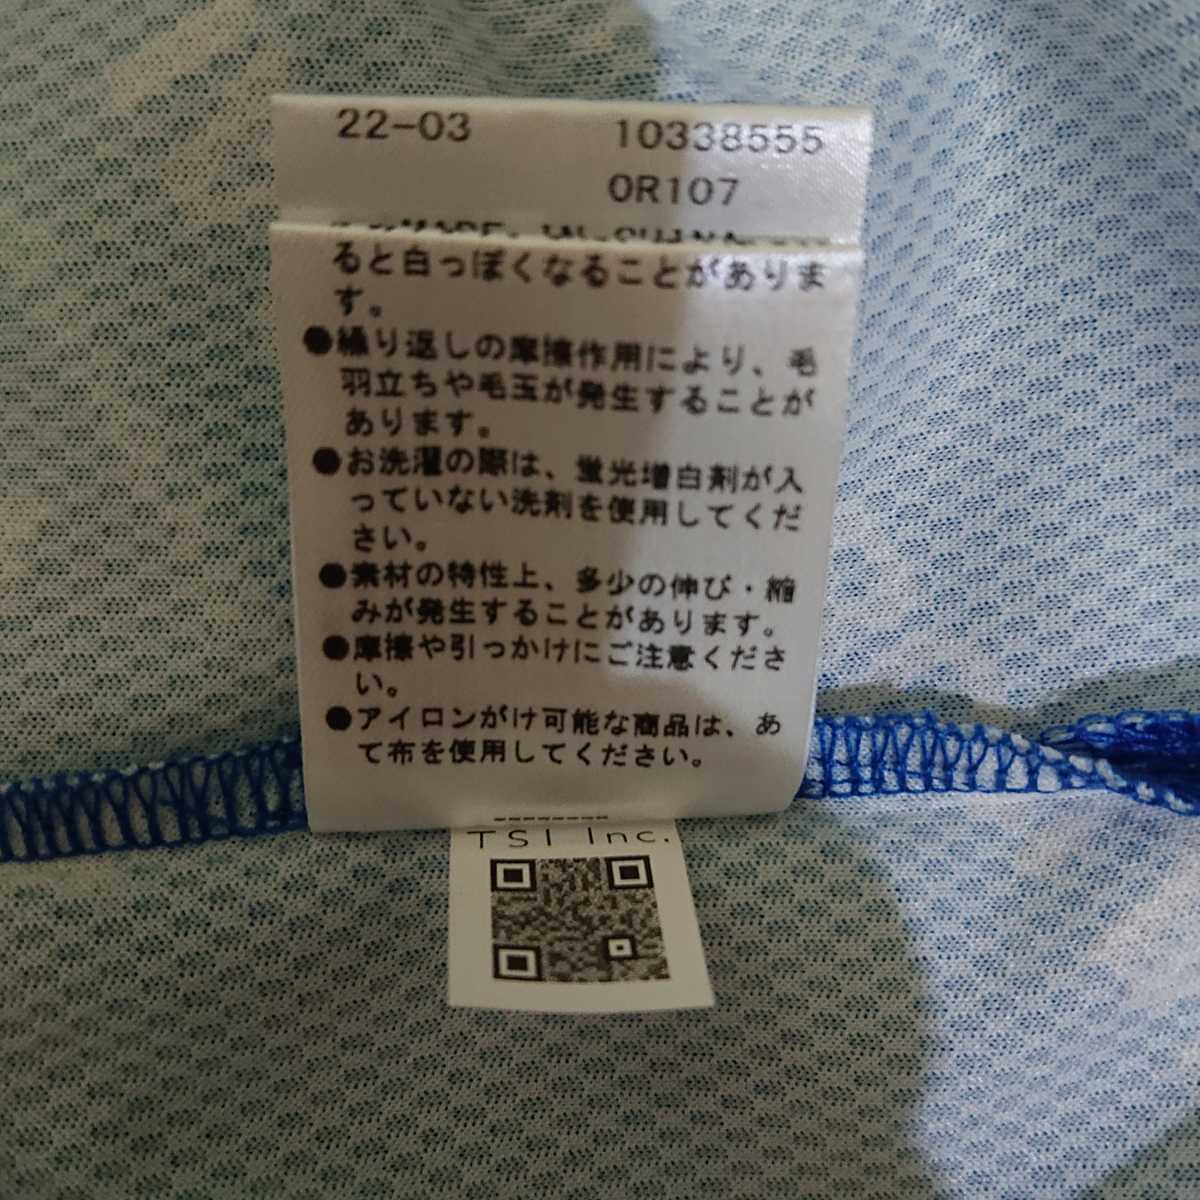 22-03 10338555
OR107
MADE IN CHINA
ると白っぽくなることがありま
す。
●繰り返しの摩擦作用により、毛
羽立ちや毛玉が発生することが
あります。
●お洗濯の際は、蛍光増白剤が入
っていない洗剤を使用してくだ
さい。
●素材の特性上、多少の伸び・縮
みが発生することがあります。
●摩擦や引っかけにご注意くださ
い。
●アイロンがけ可能な商品は、あ
て布を使用してください。
TSI Inc.